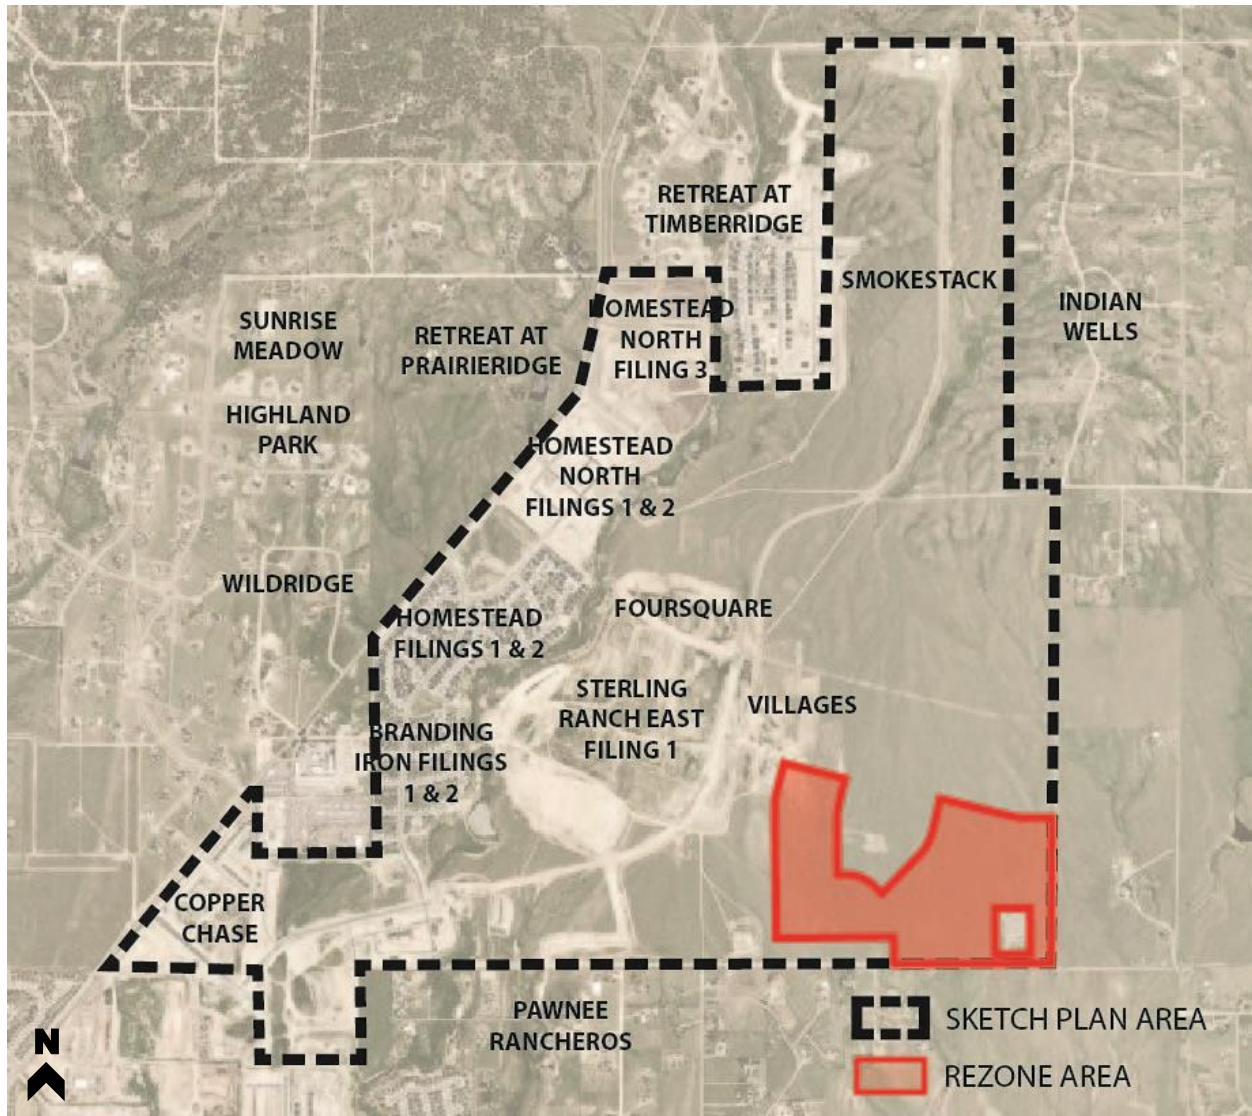 RETREAT AT
TIMBERRIDGE
SMOKESTACK
INDIAN
WELLS
SUNRISE
MEADOW
RETREAT AT
PRAIRIERIDGE
HOMESTEAD
NORTH
FILING 3
HIGHLAND
PARK
HOMESTEAD
NORTH
FILINGS 1 & 2
WILDRIDGE
HOMESTEAD
FILINGS 1 & 2
FOURSQUARE
STERLING
RANCH EAST
FILING 1
VILLAGES
BRANDING
IRON FILINGS
1 & 2
COPPER
CHASE
PAWNEE
RANCHEROS
N
SKETCH PLAN AREA
REZONE AREA